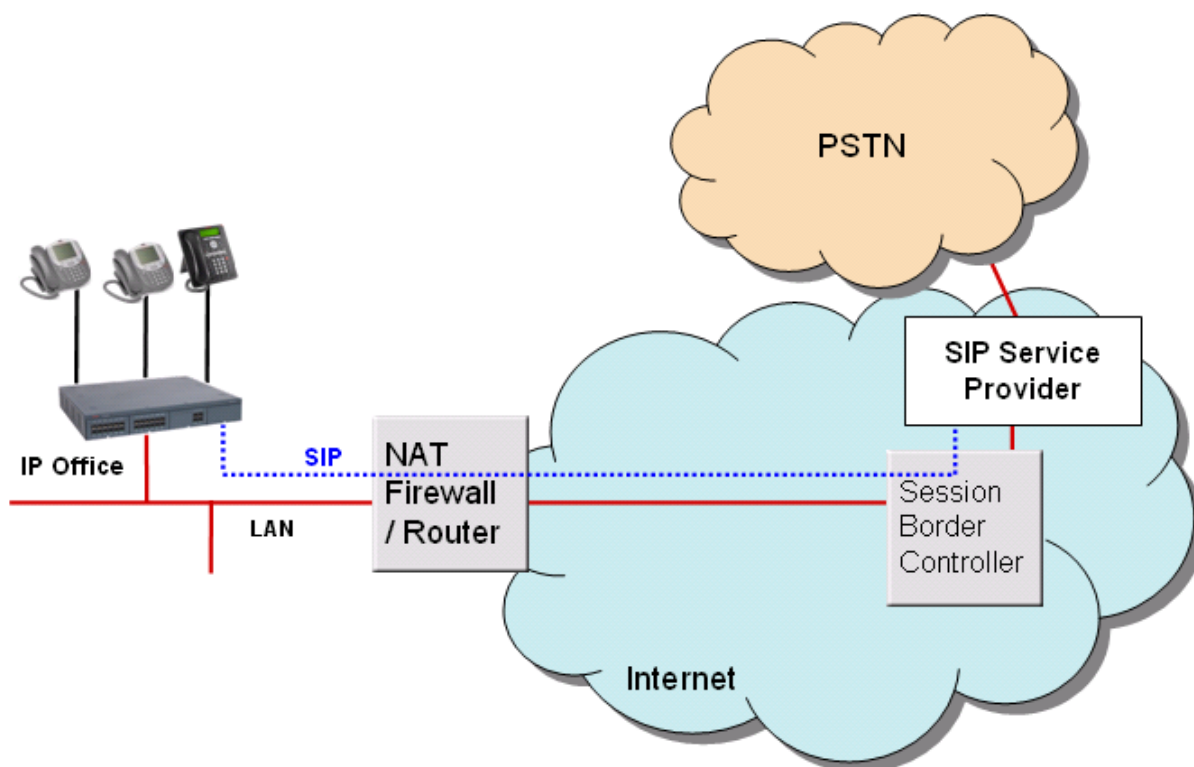 PSTN
SIP Service
Provider
IP Office
SIP
NAT
Firewall
/ Router
LAN
Session
Border
Controller
Internet